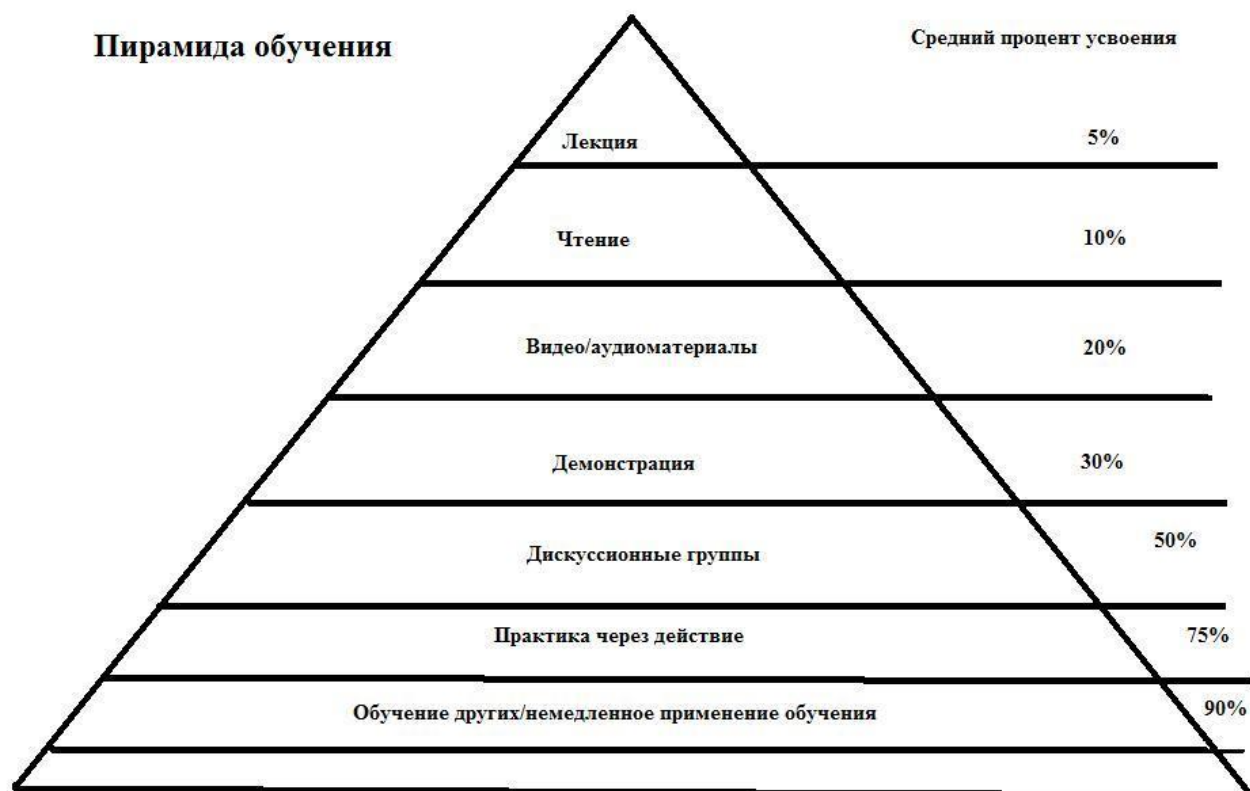 Пирамида обучения
Средний процент усвоения
Лекция 5%
Чтение 10%
Видео/аудиоматериалы 20%
Демонстрация 30%
Дискуссионные группы 50%
Практика через действие 75%
Обучение других/немедленное применение обучения 90%